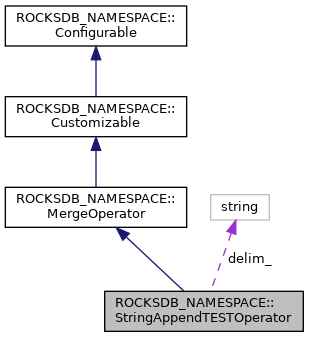 ROCKSDB_NAMESPACE::
Configurable
ROCKSDB_NAMESPACE::
Customizable
ROCKSDB_NAMESPACE::
MergeOperator
string
delim_
ROCKSDB_NAMESPACE::
StringAppendTESTOperator